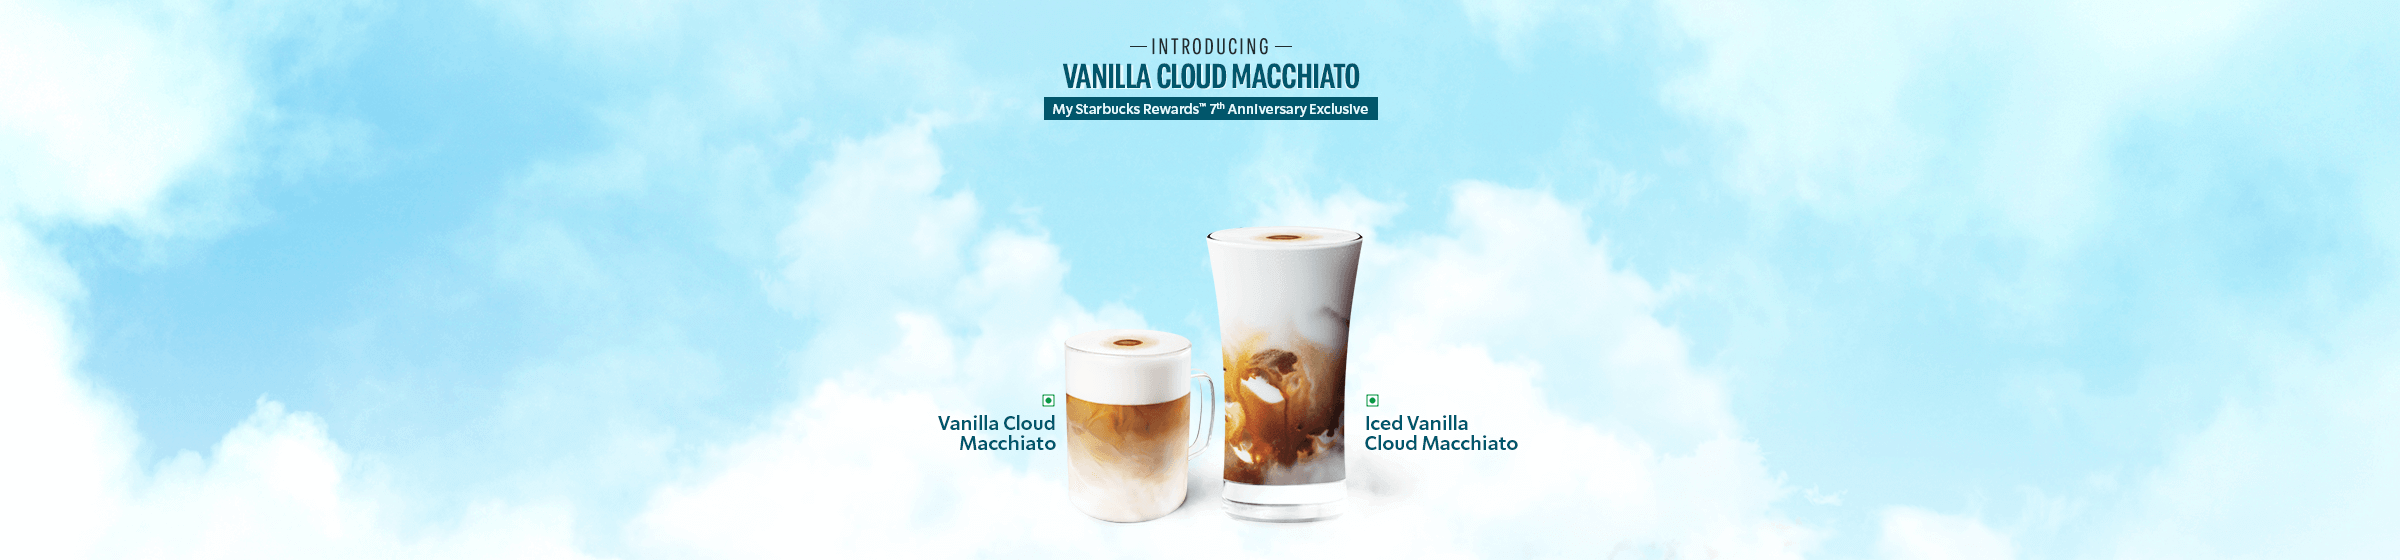 INTRODUCING
VANILLA CLOUD MACCHIATO
My Starbucks Rewards™ 7th Anniversary Exclusive
Vanilla Cloud
Macchiato
Iced Vanilla
Cloud Macchiato